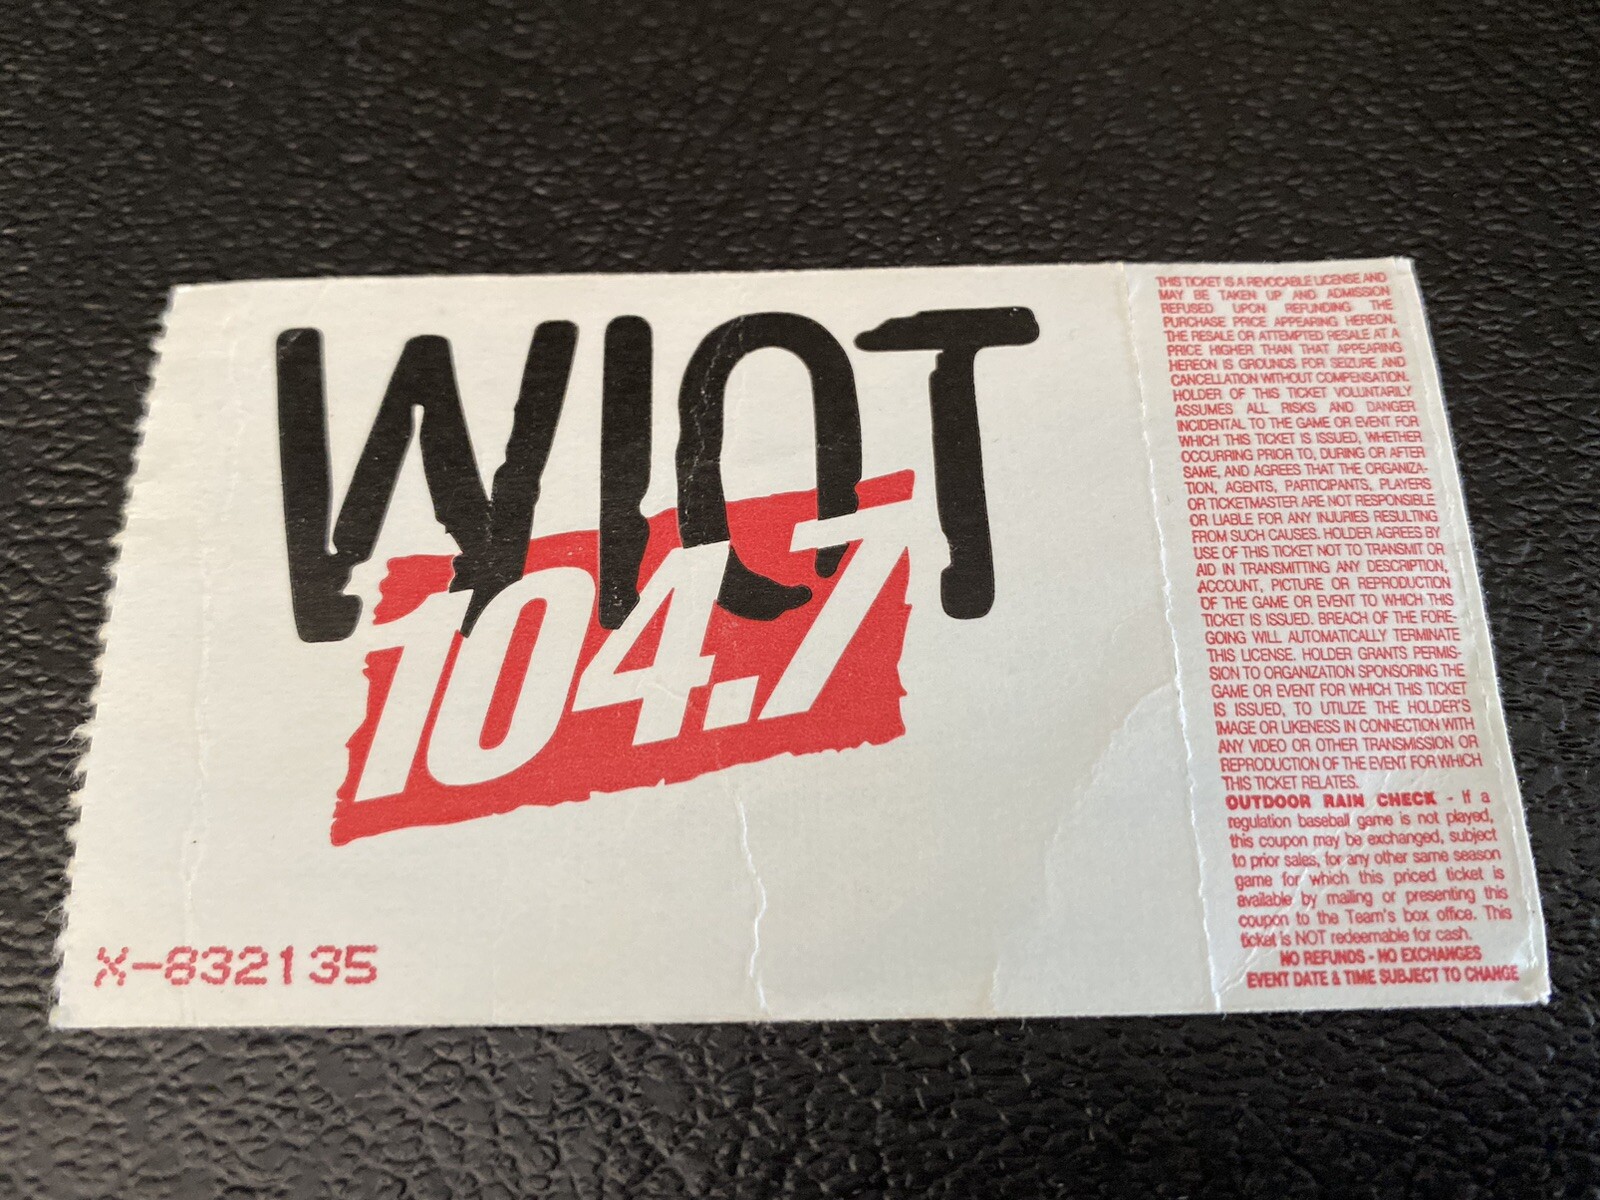 WIOT
104.7
X-832135
THIS TICKET IS A REVOCABLE LICENSE AND
MAY BE TAKEN UP AND ADMISSION
REFUSED UPON REFUNDING THE
PURCHASE PRICE APPEARING HEREON.
THE RESALE OR ATTEMPTED RESALE AT A
PRICE HIGHER THAN THAT APPEARING
HEREON IS GROUNDS FOR SEIZURE AND
CANCELLATION WITHOUT COMPENSATION.
HOLDER OF THIS TICKET VOLUNTARILY
ASSUMES ALL RISKS AND DANGER
INCIDENTAL TO THE GAME OR EVENT FOR
WHICH THIS TICKET IS ISSUED, WHETHER
OCCURRING PRIOR TO, DURING OR AFTER
SAME, AND AGREES THAT THE ORGANIZA-
TION, AGENTS, PARTICIPANTS, PLAYERS
OR TICKETMASTER ARE NOT RESPONSIBLE
OR LIABLE FOR ANY INJURIES RESULTING
FROM SUCH CAUSES. HOLDER AGREES BY
USE OF THIS TICKET NOT TO TRANSMIT OR
AID IN TRANSMITTING ANY DESCRIPTION,
ACCOUNT, PICTURE OR REPRODUCTION
OF THE GAME OR EVENT TO WHICH THIS
TICKET IS ISSUED. BREACH OF THE FORE-
GOING WILL AUTOMATICALLY TERMINATE
THIS LICENSE. HOLDER GRANTS PERMIS-
SION TO ORGANIZATION SPONSORING THE
GAME OR EVENT FOR WHICH THIS TICKET
IS ISSUED, TO UTILIZE THE HOLDER'S
IMAGE OR LIKENESS IN CONNECTION WITH
ANY VIDEO OR OTHER TRANSMISSION OR
REPRODUCTION OF THE EVENT FOR WHICH
THIS TICKET RELATES.
OUTDOOR RAIN CHECK - If a
regulation baseball game is not played,
this coupon may be exchanged, subject
to prior sales, for any other same season
game for which this priced ticket is
available by mailing or presenting this
coupon to the Team's box office. This
ticket is NOT redeemable for cash.
NO REFUNDS - NO EXCHANGES
EVENT DATE & TIME SUBJECT TO CHANGE